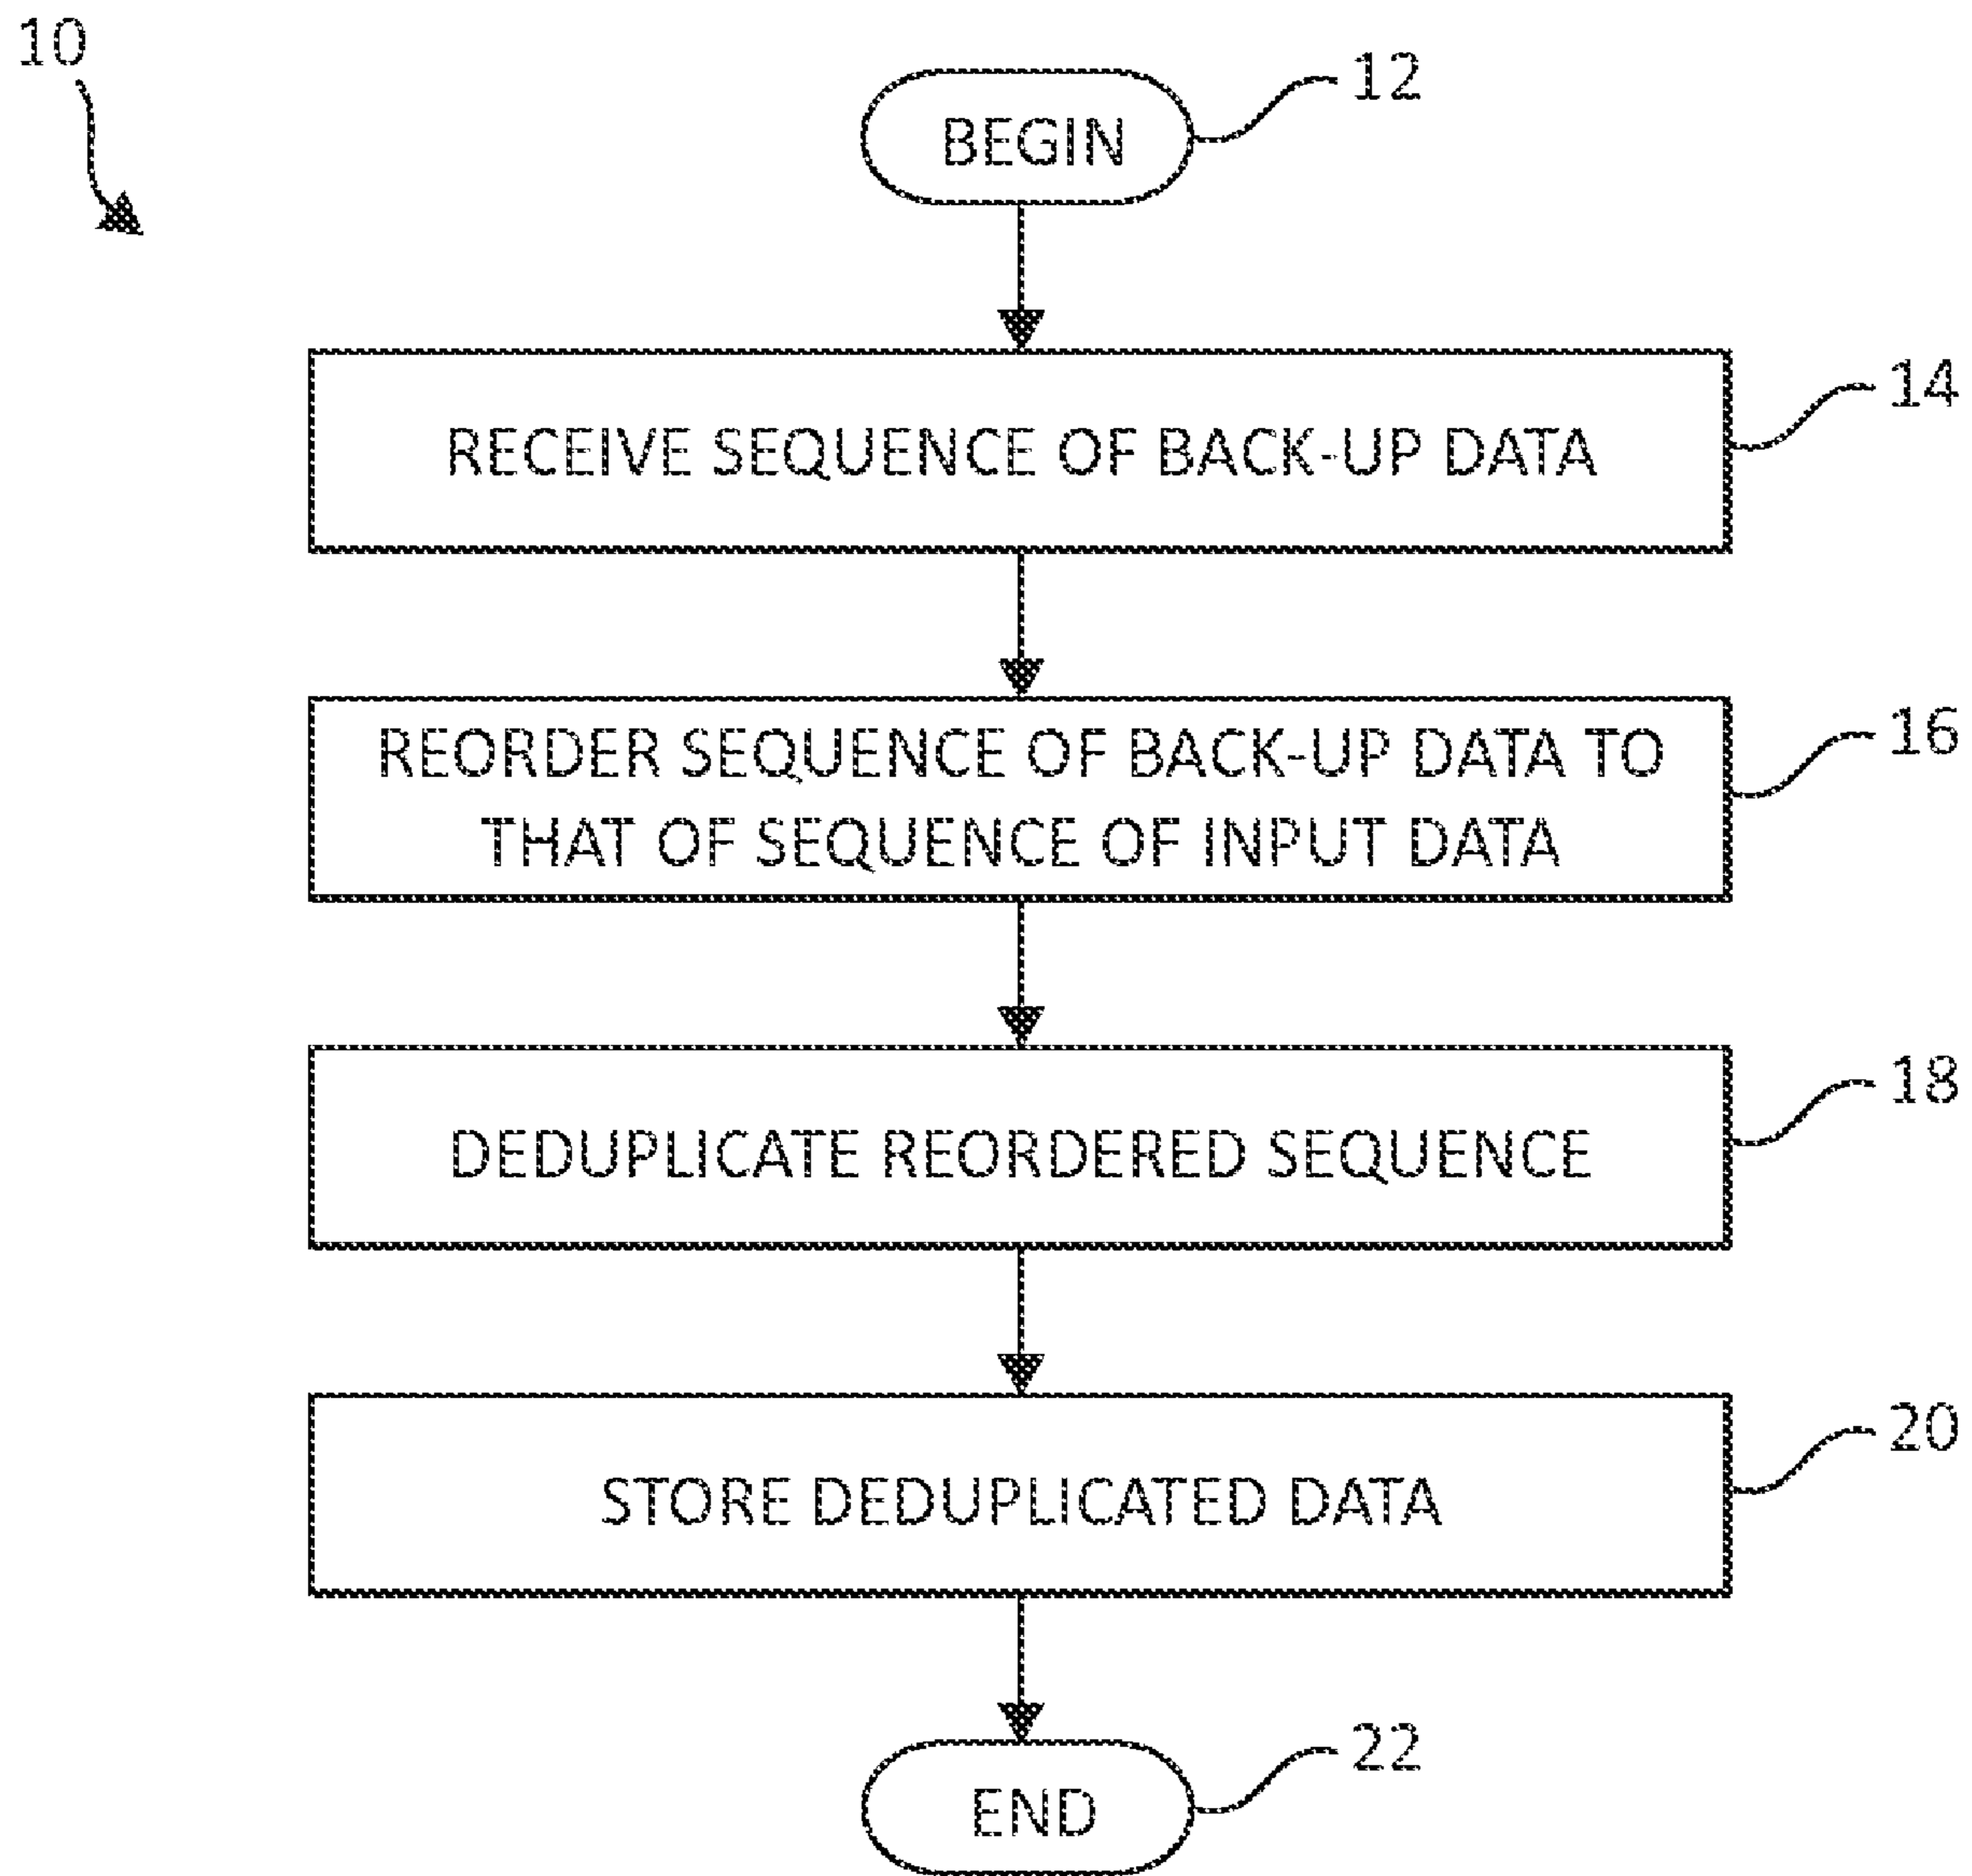 10
BEGIN
12
RECEIVE SEQUENCE OF BACK-UP DATA
14
REORDER SEQUENCE OF BACK-UP DATA TO
THAT OF SEQUENCE OF INPUT DATA
16
DEDUPLICATE REORDERED SEQUENCE
18
STORE DEDUPLICATED DATA
20
END
22